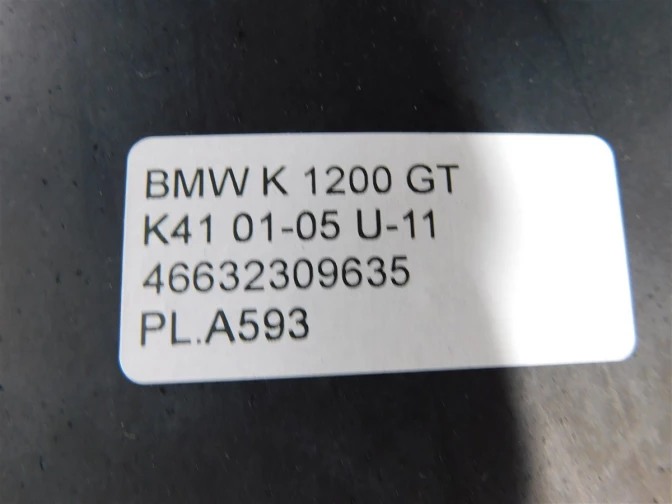 BMW K 1200 GT
K41 01-05 U-11
46632309635
PL.A593